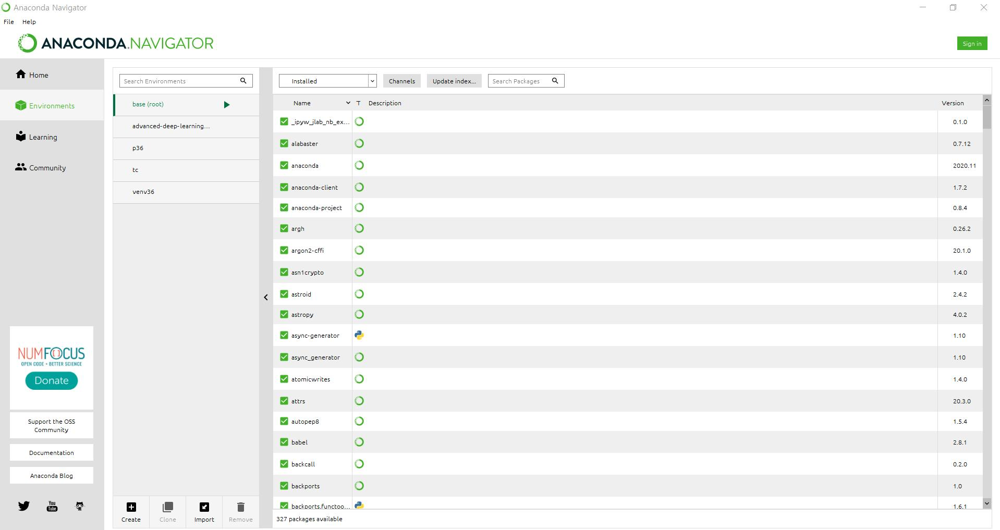 Anaconda Navigator
File Help
ANACONDA.NAVIGATOR
Sign in
Home
Environments
Learning
Community
NUMFOCUS
OPEN CODE = BETTER SCIENCE
Donate
Support the OSS
Community
Documentation
Anaconda Blog
You
Tube
Search Environments
base (root)
advanced-deep-learning...
p36
tc
venv36
Create Clone Import Remove
Installed Channels Update index... Search Packages
Name T Description Version
_ipyw_jlab_nb_ex... 0.1.0
alabaster 0.7.12
anaconda 2020.11
anaconda-client 1.7.2
anaconda-project 0.8.4
argh 0.26.2
argon2-cffi 20.1.0
asn1crypto 1.4.0
astroid 2.4.2
astropy 4.0.2
async-generator 1.10
async_generator 1.10
atomicwrites 1.4.0
attrs 20.3.0
autopep8 1.5.4
babel 2.8.1
backcall 0.2.0
backports 1.0
backports.functoo... 1.6.1
327 packages available